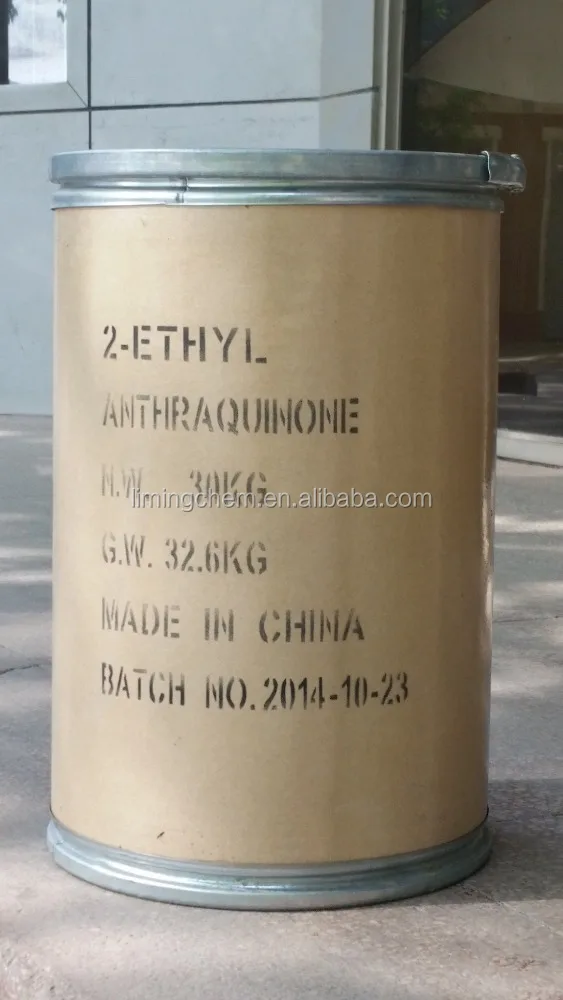 2-ETHYL
ANTHRAQUINONE
N.W. 30KG
limingchem.en.alibaba.com
G.W. 32.6KG
MADE IN CHINA
BATCH NO. 2014-10-23